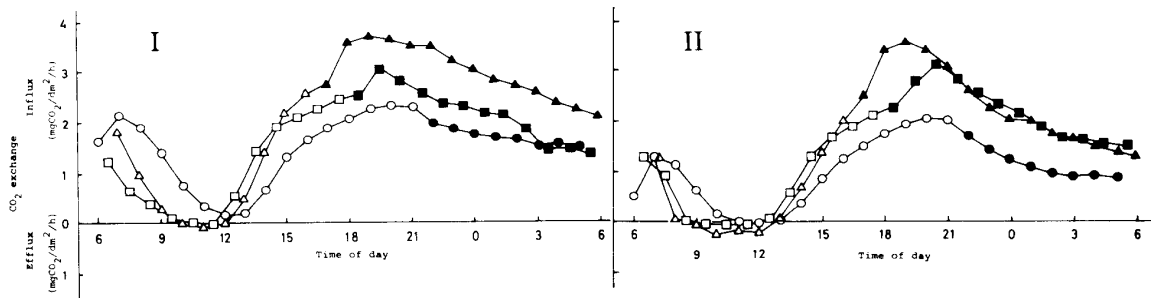 I
II
CO₂ exchange
Influx
(mgCO₂/dm²/h)
Efflux
(mgCO₂/dm²/h)
4
3
2
1
0
1
6 9 12 15 18 21 0 3 6
Time of day
6 9 12 15 18 21 0 3 6
Time of day